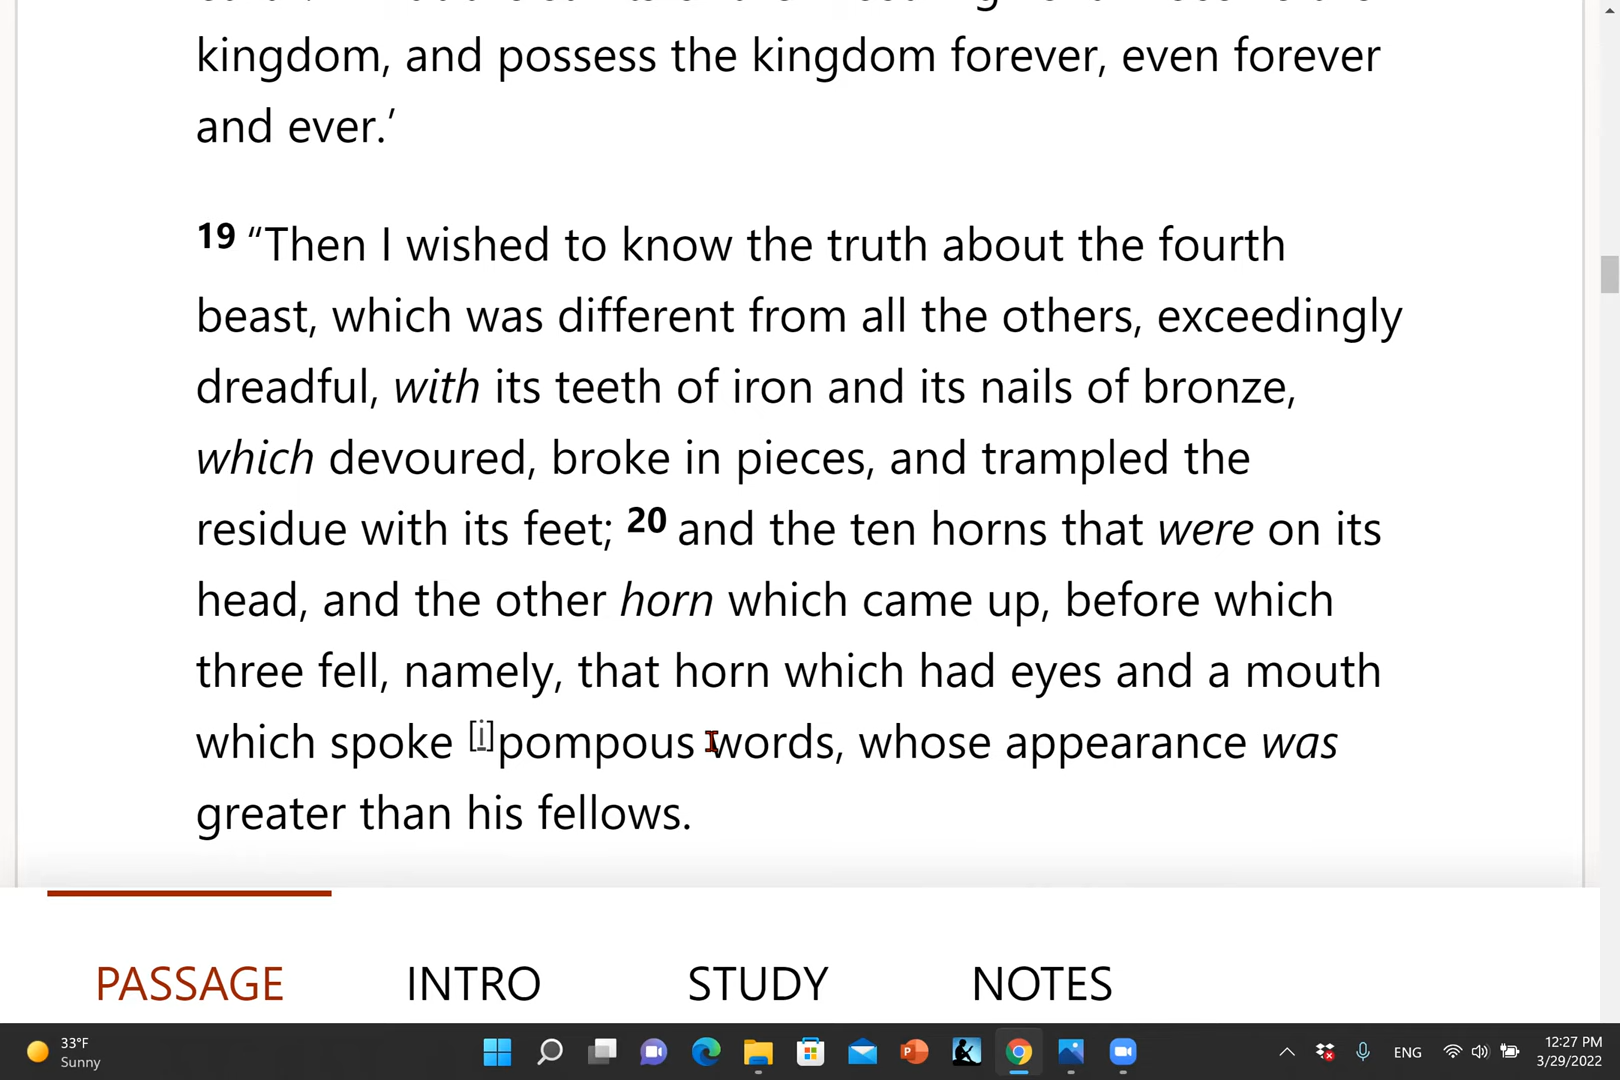 kingdom, and possess the kingdom forever, even forever
and ever.’
19 “Then I wished to know the truth about the fourth
beast, which was different from all the others, exceedingly
dreadful, with its teeth of iron and its nails of bronze,
which devoured, broke in pieces, and trampled the
residue with its feet; 20 and the ten horns that were on its
head, and the other horn which came up, before which
three fell, namely, that horn which had eyes and a mouth
which spoke [i]pompous words, whose appearance was
greater than his fellows.
PASSAGE INTRO STUDY NOTES
33°F
Sunny
ENG
12:27 PM
3/29/2022